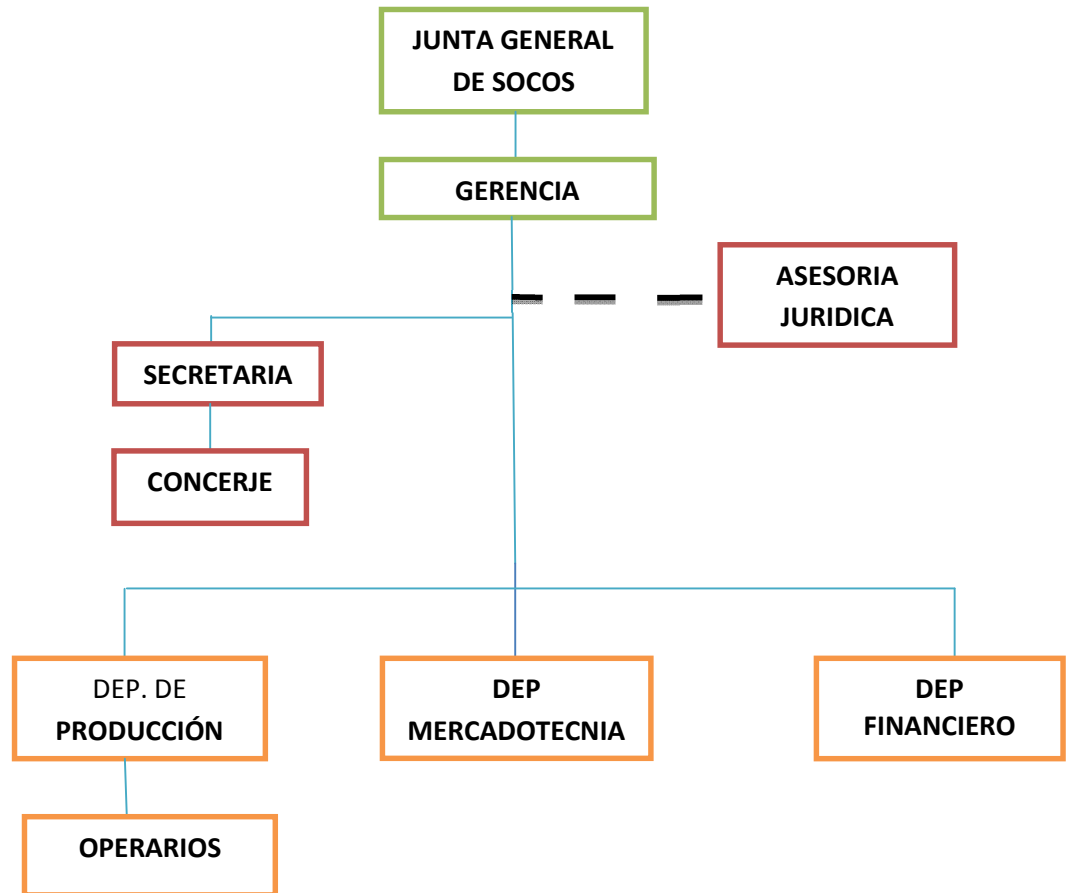 JUNTA GENERAL
DE SOCOS
GERENCIA
ASESORIA
JURIDICA
SECRETARIA
CONCERJE
DEP. DE
PRODUCCIÓN
DEP
MERCADOTECNIA
DEP
FINANCIERO
OPERARIOS